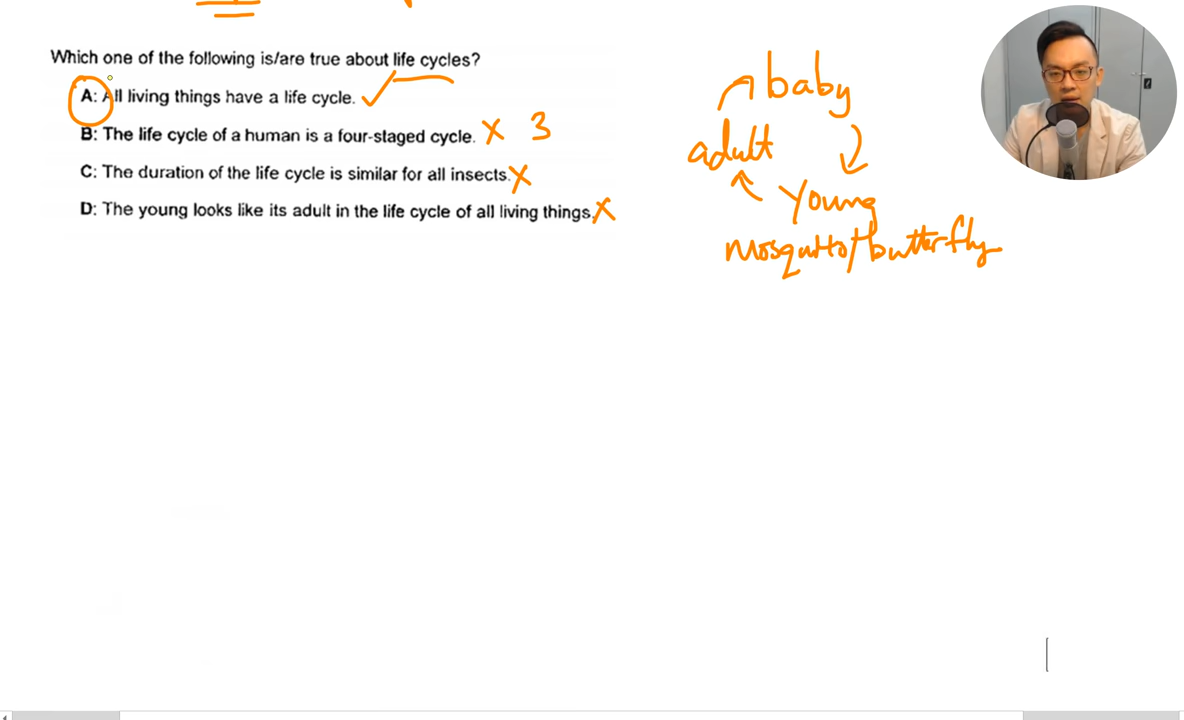 Which one of the following is/are true about life cycles?
A: All living things have a life cycle.
B: The life cycle of a human is a four-staged cycle. X 3
C: The duration of the life cycle is similar for all insects. X
D: The young looks like its adult in the life cycle of all living things. X
baby
adult
Young
mosquito/butterfly